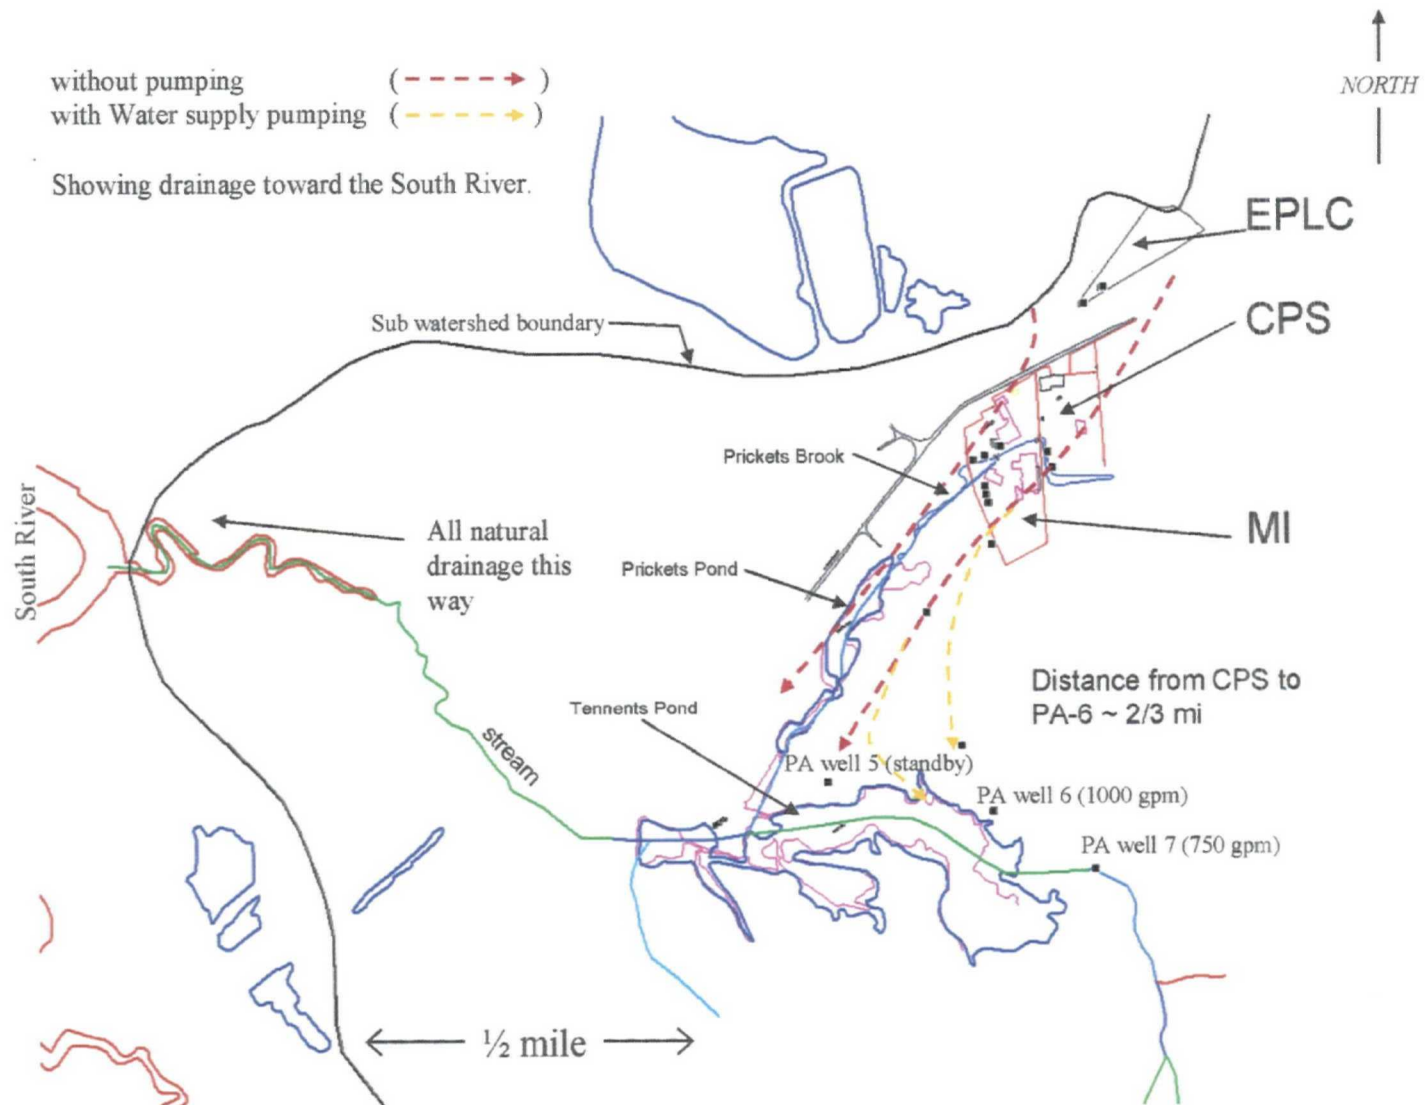 without pumping ( )
with Water supply pumping ( )
Showing drainage toward the South River.
NORTH
EPLC
CPS
Sub watershed boundary
Prickets Brook
South River
All natural
drainage this
way
MI
Prickets Pond
Distance from CPS to
PA-6 ~ 2/3 mi
Tennents Pond
stream
PA well 5 (standby)
PA well 6 (1000 gpm)
PA well 7 (750 gpm)
½ mile